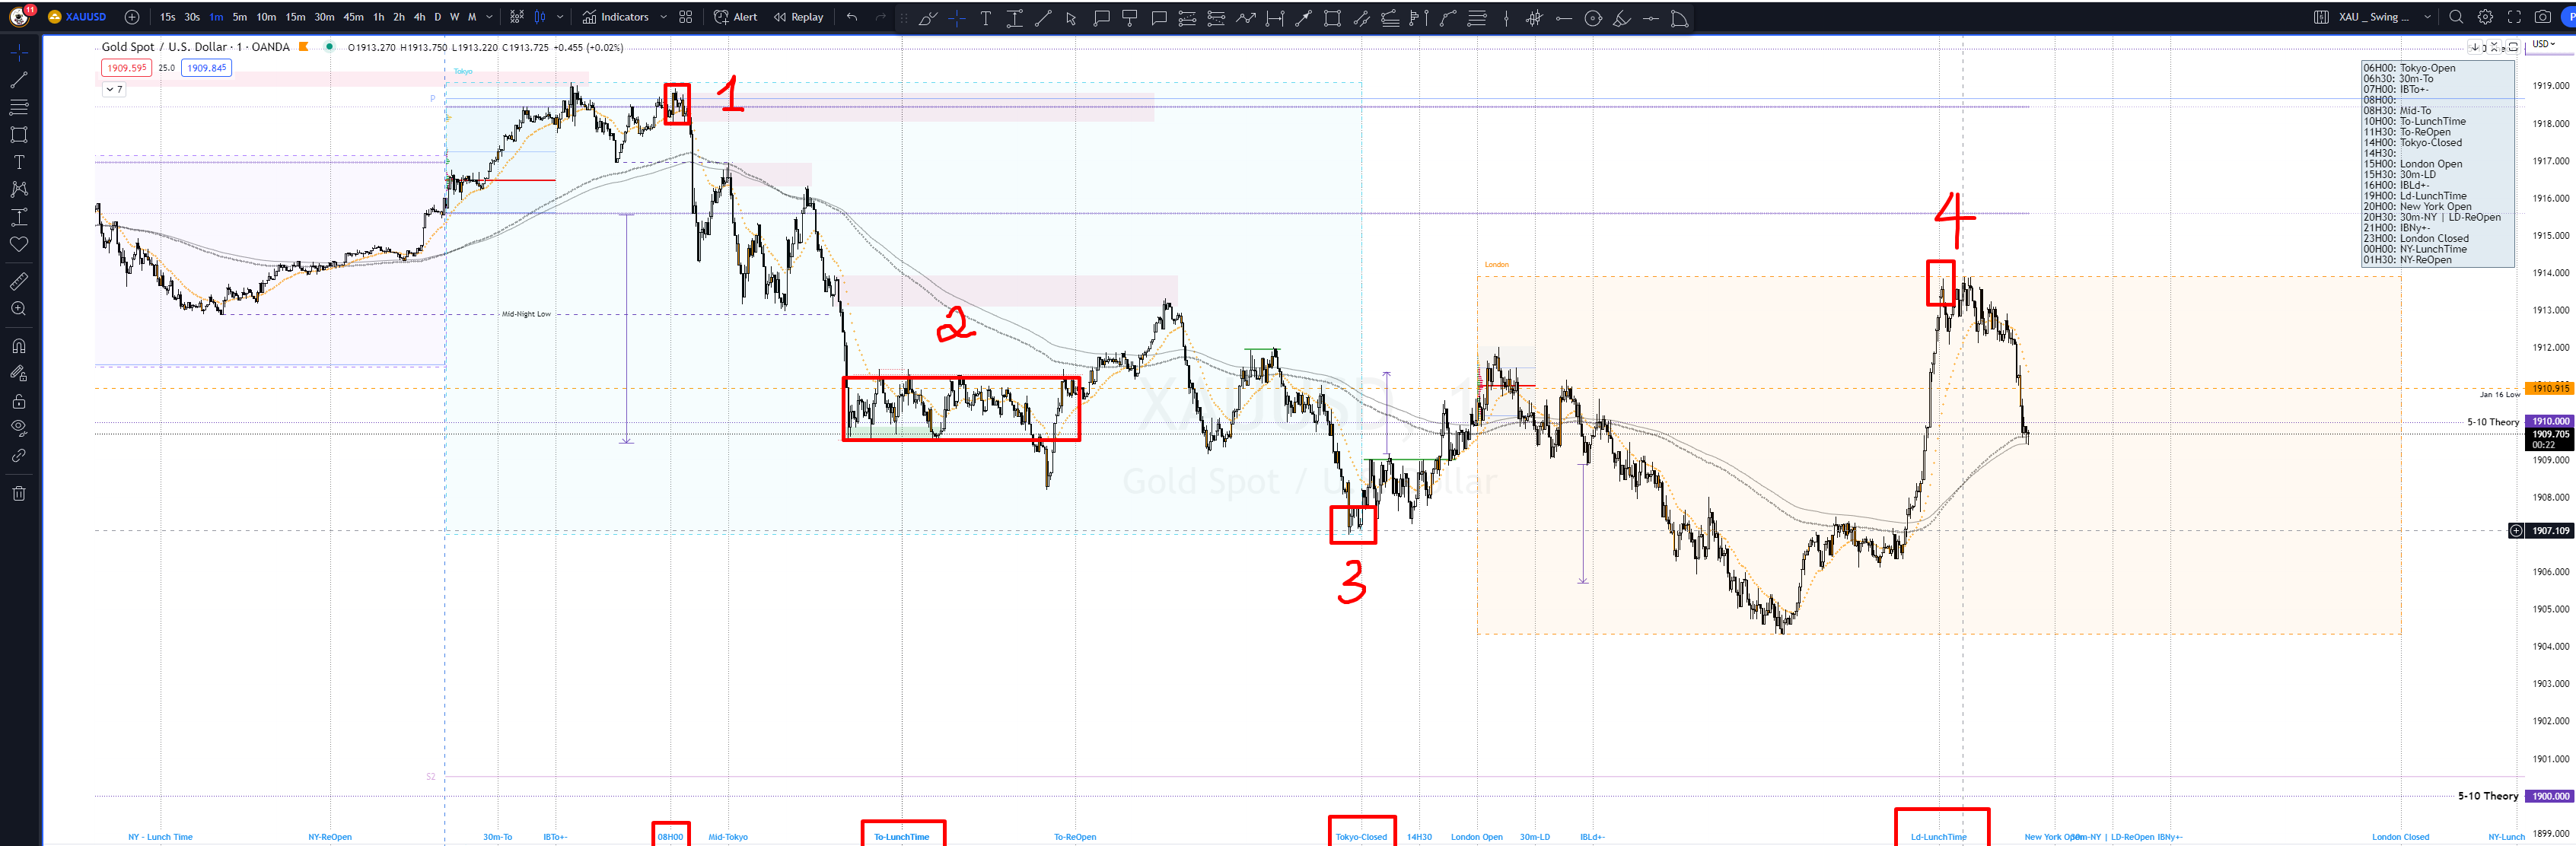 11
XAUUSD 15s 30s 1m 5m 10m 15m 30m 45m 1h 2h 4h D W M Indicators Alert Replay XAU _ Swing ... P
Gold Spot / U.S. Dollar · 1 · OANDA O1913.270 H1913.750 L1913.220 C1913.725 +0.455 (+0.02%)
USD
1909.595 25.0 1909.845
7
Tokyo
P
1
06H00: Tokyo-Open
06h30: 30m-To
07H00: IBTo+-
08H00:
08H30: Mid-To
10H00: To-LunchTime
11H30: To-ReOpen
14H00: Tokyo-Closed
14H30:
15H00: London Open
15H30: 30m-LD
16H00: IBLd+-
19H00: Ld-LunchTime
20H00: New York Open
20H30: 30m-NY | LD-ReOpen
21H00: IBNy+-
23H00: London Closed
00H00: NY-LunchTime
01H30: NY-ReOpen
4
London
Mid-Night Low
2
XAUUSD, 1
Gold Spot / U.S. Dollar
3
S2
1919.000
1918.000
1917.000
1916.000
1915.000
1914.000
1913.000
1912.000
1910.915
Jan 16 Low
5-10 Theory 1910.000
1909.705
00:22
1909.000
1908.000
1907.109
1906.000
1905.000
1904.000
1903.000
1902.000
1901.000
5-10 Theory 1900.000
1899.000
NY - Lunch Time NY-ReOpen 30m-To IBTo+- 08H00 Mid-Tokyo To-LunchTime To-ReOpen Tokyo-Closed 14H30 London Open 30m-LD IBLd+- Ld-LunchTime New York Open 30m-NY | LD-ReOpen IBNy+- London Closed NY-Lunch